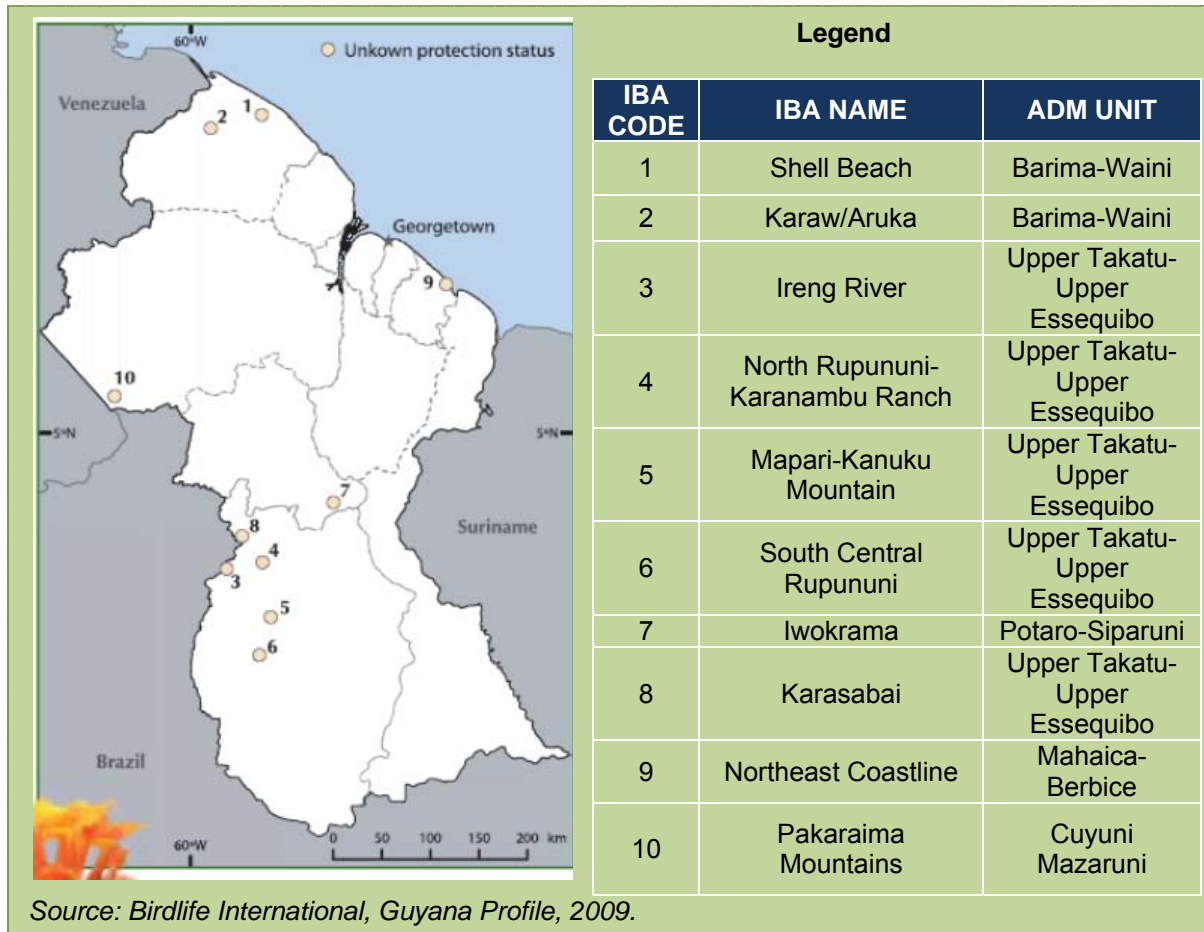 60ºW
Unkown protection status
Venezuela
1
2
Georgetown
9
10
5ºN
5ºN
7
8
Suriname
4
3
5
6
Brazil
60ºW
0 50 100 150 200 km
Legend
IBA
CODE
IBA NAME
ADM UNIT
1
Shell Beach
Barima-Waini
2
Karaw/Aruka
Barima-Waini
3
Ireng River
Upper Takatu-
Upper
Essequibo
4
North Rupununi-
Karanambu Ranch
Upper Takatu-
Upper
Essequibo
5
Mapari-Kanuku
Mountain
Upper Takatu-
Upper
Essequibo
6
South Central
Rupununi
Upper Takatu-
Upper
Essequibo
7
Iwokrama
Potaro-Siparuni
8
Karasabai
Upper Takatu-
Upper
Essequibo
9
Northeast Coastline
Mahaica-
Berbice
10
Pakaraima
Mountains
Cuyuni
Mazaruni
Source: Birdlife International, Guyana Profile, 2009.